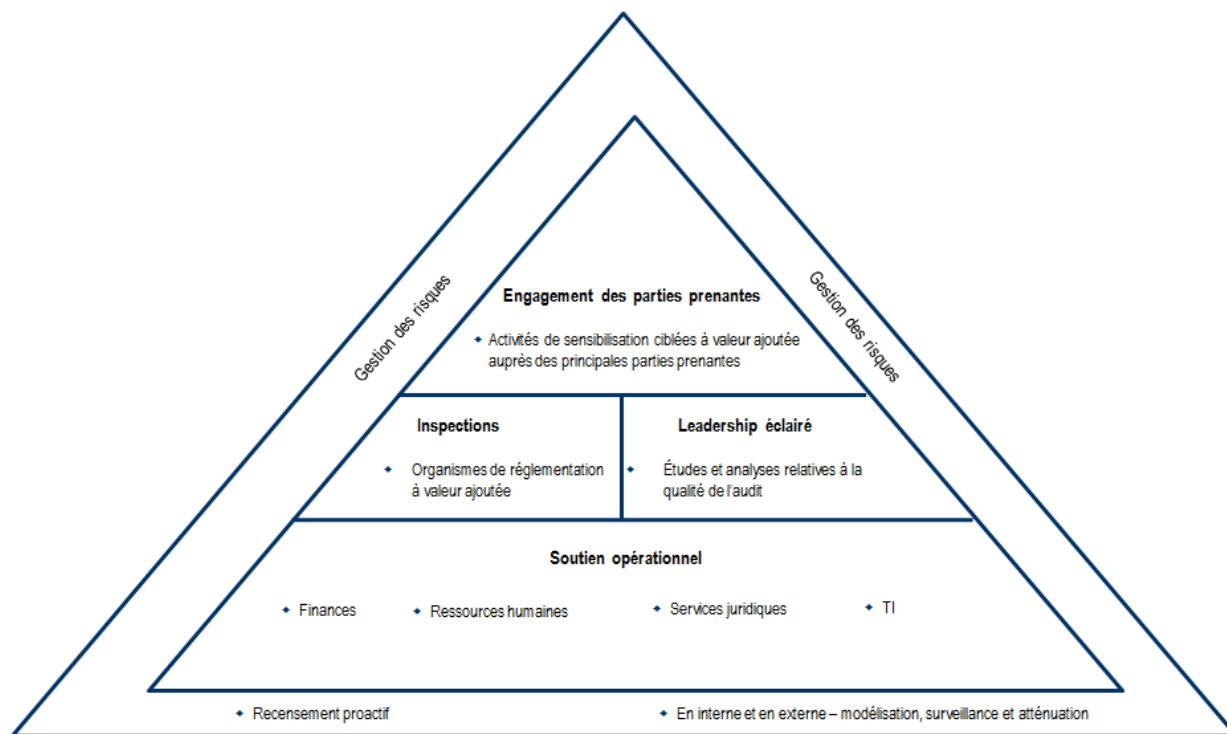 Gestion des risques
Gestion des risques
Engagement des parties prenantes
Activités de sensibilisation ciblées à valeur ajoutée
auprès des principales parties prenantes
Inspections
Organismes de réglementation
à valeur ajoutée
Leadership éclairé
Études et analyses relatives à la
qualité de l'audit
Soutien opérationnel
Finances
Ressources humaines
Services juridiques
TI
Recensement proactif
En interne et en externe – modélisation, surveillance et atténuation